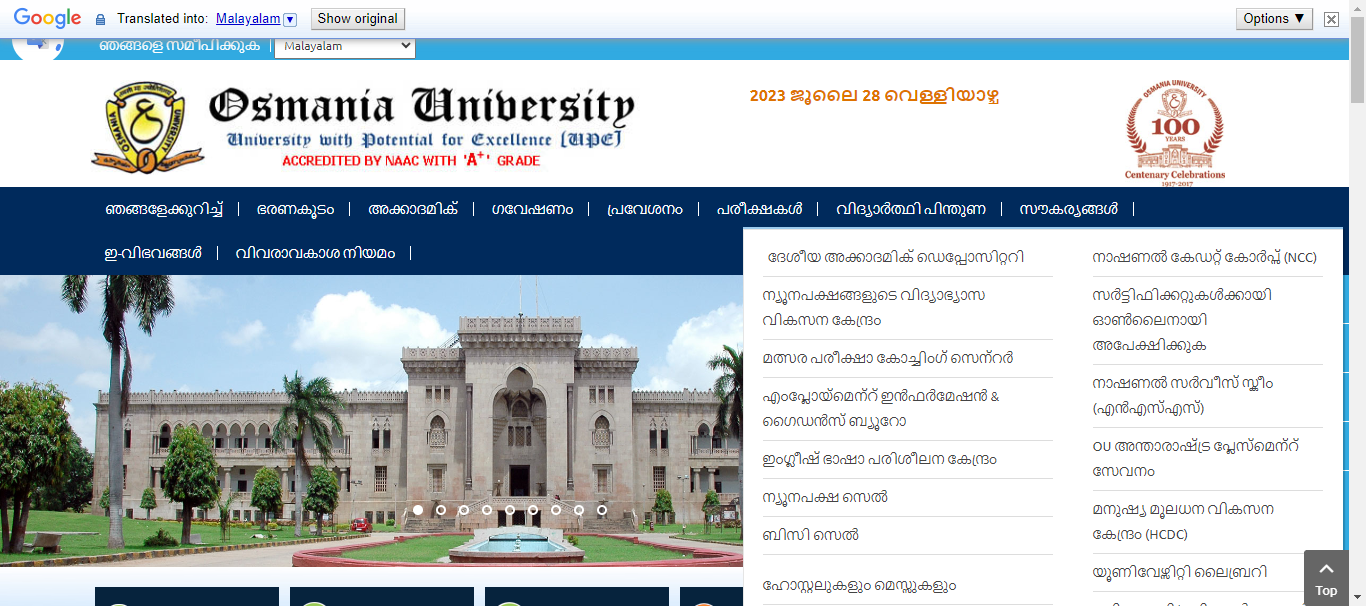 Google Translated into: Malayalam Show original Options ▼
ഞങ്ങളെ സമീപിക്കുക Malayalam
Osmania University
University with Potential for Excellence [UPE]
ACCREDITED BY NAAC WITH 'A+' GRADE
2023 ജൂലൈ 28 വെള്ളിയാഴ്ച
OSMANIA UNIVERSITY
100
YEARS
Centenary Celebrations
1917-2017
ഞങ്ങളേക്കുറിച്ച് ഭരണകൂടം അക്കാദമിക് ഗവേഷണം പ്രവേശനം പരീക്ഷകൾ വിദ്യാർത്ഥി പിന്തുണ സൗകര്യങ്ങൾ
ഇ-വിഭവങ്ങൾ വിവരാവകാശ നിയമം
ദേശീയ അക്കാദമിക് ഡെപ്പോസിറ്ററി
ന്യൂനപക്ഷങ്ങളുടെ വിദ്യാഭ്യാസ
വികസന കേന്ദ്രം
മത്സര പരീക്ഷാ കോച്ചിംഗ് സെന്റർ
എംപ്ലോയ്മെന്റ് ഇൻഫർമേഷൻ &
ഗൈഡൻസ് ബ്യൂറോ
ഇംഗ്ലീഷ് ഭാഷാ പരിശീലന കേന്ദ്രം
ന്യൂനപക്ഷ സെൽ
ബിസി സെൽ
ഹോസ്റ്റലുകളും മെസ്സുകളും
നാഷണൽ കേഡറ്റ് കോർപ്സ് (NCC)
സർട്ടിഫിക്കറ്റുകൾക്കായി
ഓൺലൈനായി
അപേക്ഷിക്കുക
നാഷണൽ സർവീസ് സ്കീം
(എൻഎസ്എസ്)
OU അന്താരാഷ്ട്ര പ്ലേസ്മെന്റ്
സേവനം
മനുഷ്യ മൂലധന വികസന
കേന്ദ്രം (HCDC)
യൂണിവേഴ്സിറ്റി ലൈബ്രറി
Top